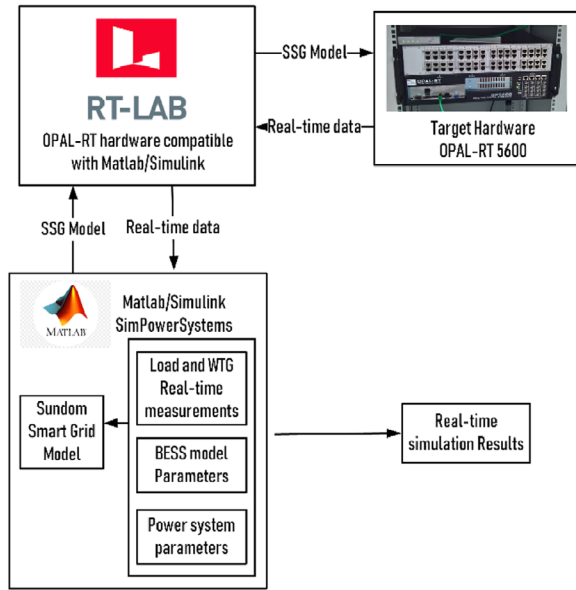 RT-LAB
OPAL-RT hardware compatible
with Matlab/Simulink
SSG Model
Real-time data
Target Hardware
OPAL-RT 5600
SSG Model
Real-time data
MATLAB
Matlab/Simulink
SimPowerSystems
Load and WTG
Real-time
measurements
Sundom
Smart Grid
Model
BESS model
Parameters
Power system
parameters
Real-time
simulation Results